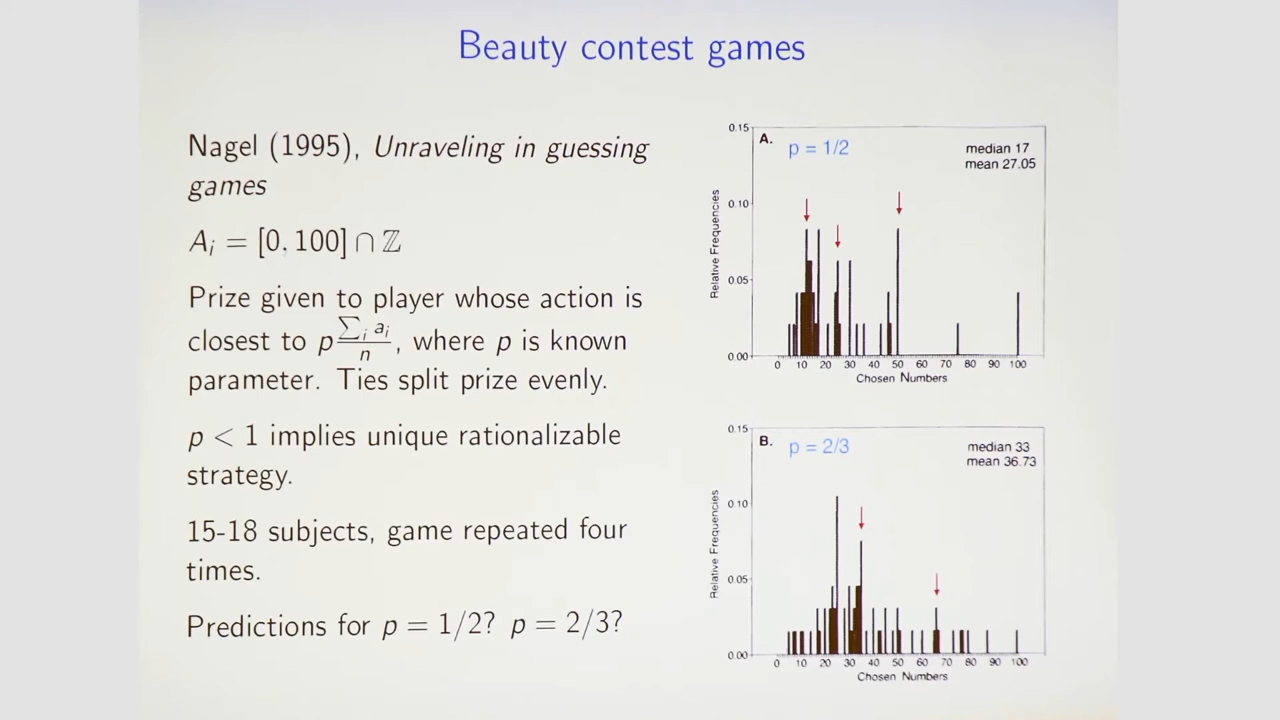 Beauty contest games
Nagel (1995), Unraveling in guessing
games
A_i = [0, 100] ∩ ℤ
Prize given to player whose action is
closest to p (∑_i a_i)/n, where p is known
parameter. Ties split prize evenly.
p < 1 implies unique rationalizable
strategy.
15-18 subjects, game repeated four
times.
Predictions for p = 1/2? p = 2/3?
A.
p = 1/2
median 17
mean 27.05
Relative Frequencies
0.15
0.10
0.05
0.00
0 10 20 30 40 50 60 70 80 90 100
Chosen Numbers
B.
p = 2/3
median 33
mean 36.73
Relative Frequencies
0.15
0.10
0.05
0.00
0 10 20 30 40 50 60 70 80 90 100
Chosen Numbers